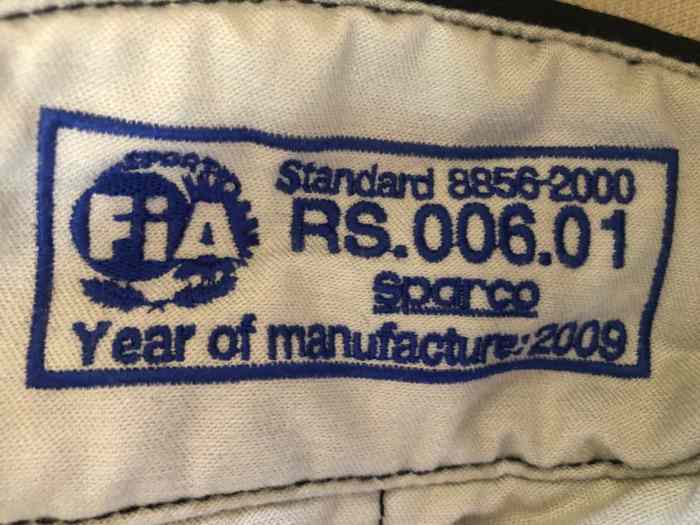 SPORT
FiA
Standard 8856-2000
RS.006.01
sparco
Year of manufacture: 2009